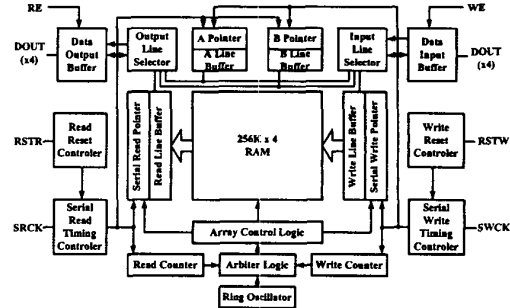 RE
WE
DOUT
(x4)
Data
Output
Buffer
Output
Line
Selector
A Pointer
A Line
Buffer
B Pointer
B Line
Buffer
Input
Line
Selector
Data
Input
Buffer
DOUT
(x4)
RSTR
Read
Reset
Controler
Serial Read Pointer
Read Line Buffer
256K x 4
RAM
Write Line Buffer
Serial Write Pointer
Write
Reset
Controler
RSTW
SRCK
Serial
Read
Timing
Controler
Array Control Logic
Serial
Write
Timing
Controler
SWCK
Read Counter
Arbiter Logic
Write Counter
Ring Oscillator